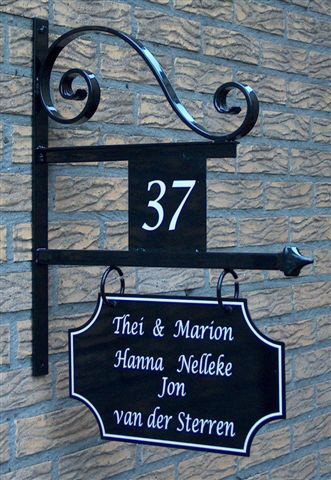 37
Thei & Marion
Hanna Nelleke
Jon
van der Sterren